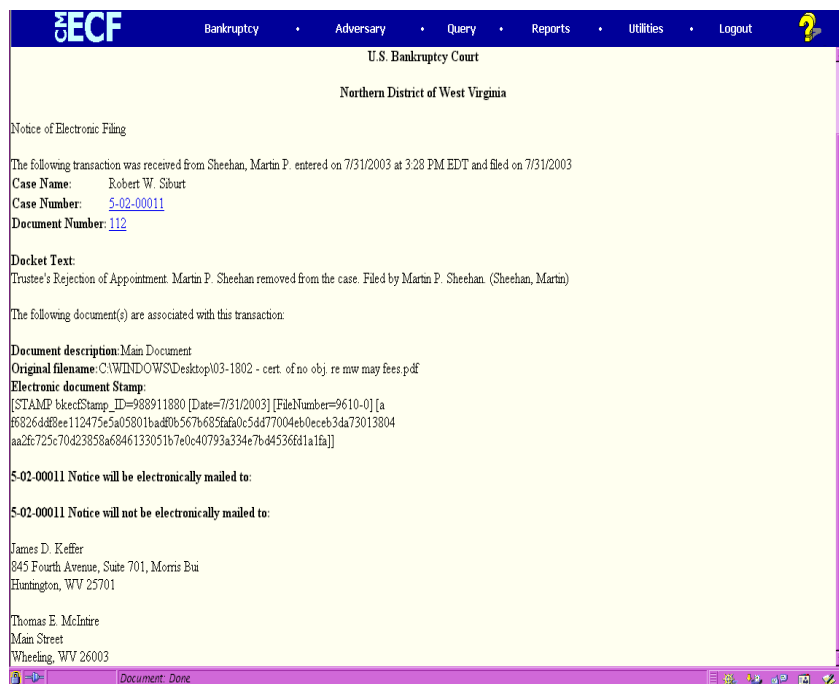 CM ECF Bankruptcy • Adversary • Query • Reports • Utilities • Logout ?
U.S. Bankruptcy Court
Northern District of West Virginia
Notice of Electronic Filing
The following transaction was received from Sheehan, Martin P. entered on 7/31/2003 at 3:28 PM EDT and filed on 7/31/2003
Case Name: Robert W. Siburt
Case Number: 5-02-00011
Document Number: 112
Docket Text:
Trustee's Rejection of Appointment. Martin P. Sheehan removed from the case. Filed by Martin P. Sheehan. (Sheehan, Martin)
The following document(s) are associated with this transaction:
Document description:Main Document
Original filename:C:\WINDOWS\Desktop\03-1802 - cert. of no obj. re mw may fees.pdf
Electronic document Stamp:
[STAMP bkecfStamp_ID=988911880 [Date=7/31/2003] [FileNumber=9610-0] [a
f6826ddf8ee112475e5a05801badf0b567b685fafa0c5dd77004eb0eceb3da73013804
aa2fc725c70d23858a6846133051b7e0c40793a334e7bd4536fd1a1fa]]
5-02-00011 Notice will be electronically mailed to:
5-02-00011 Notice will not be electronically mailed to:
James D. Keffer
845 Fourth Avenue, Suite 701, Morris Bui
Huntington, WV 25701
Thomas E. McIntire
Main Street
Wheeling, WV 26003
Document: Done